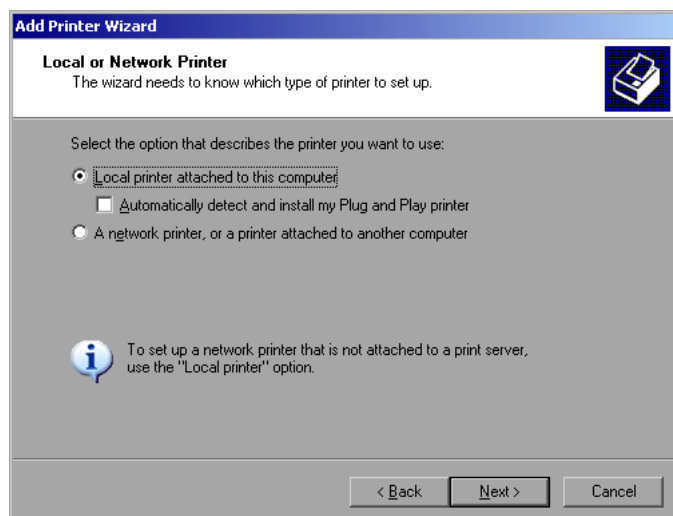 Add Printer Wizard
Local or Network Printer
The wizard needs to know which type of printer to set up.
Select the option that describes the printer you want to use:
Local printer attached to this computer
Automatically detect and install my Plug and Play printer
A network printer, or a printer attached to another computer
To set up a network printer that is not attached to a print server,
use the "Local printer" option.
< Back
Next >
Cancel